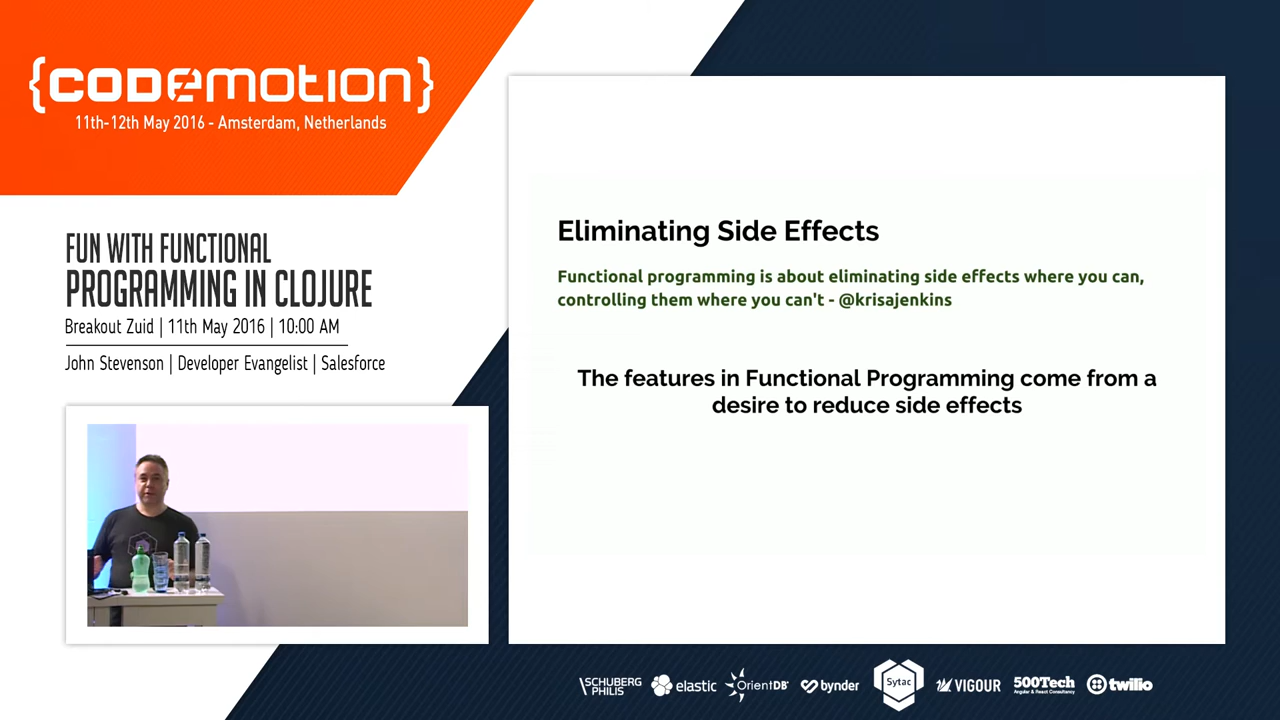 {CODEMOTION}
11th-12th May 2016 - Amsterdam, Netherlands
FUN WITH FUNCTIONAL
PROGRAMMING IN CLOJURE
Breakout Zuid | 11th May 2016 | 10:00 AM
John Stevenson | Developer Evangelist | Salesforce
Eliminating Side Effects
Functional programming is about eliminating side effects where you can,
controlling them where you can't - @krisajenkins
The features in Functional Programming come from a
desire to reduce side effects
SCHUBERG
PHILIS
elastic
OrientDB
bynder
Sytac
VIGOUR
500Tech
Angular & React Consultancy
twilio